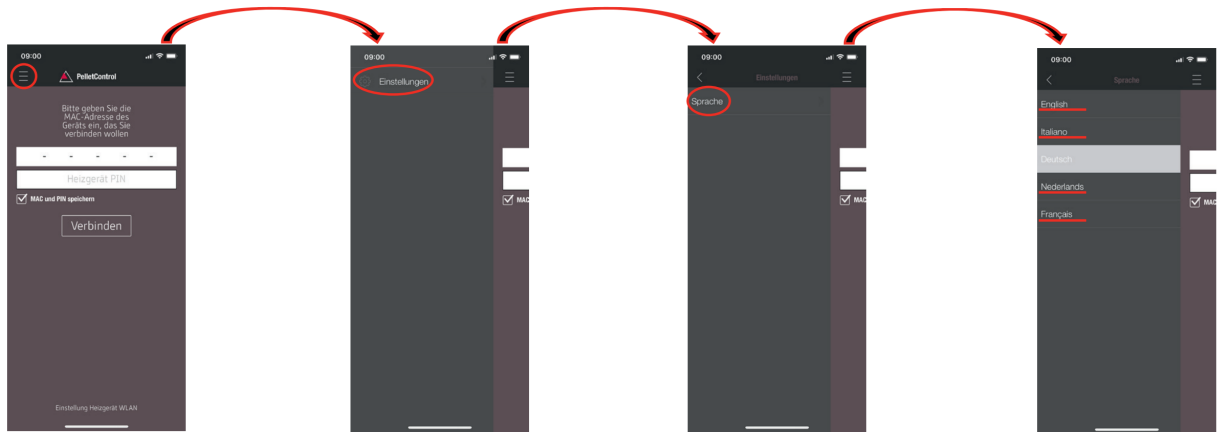 09:00
PelletControl
Bitte geben Sie die
MAC-Adresse des
Geräts ein, das Sie
verbinden wollen
- - - - -
Heizgerät PIN
MAC und PIN speichern
Verbinden
Einstellung Heizgerät WLAN
09:00
Einstellungen
MAC
09:00
Einstellungen
Sprache
MAC
09:00
Sprache
English
Italiano
Deutsch
Nederlands
Français
MAC